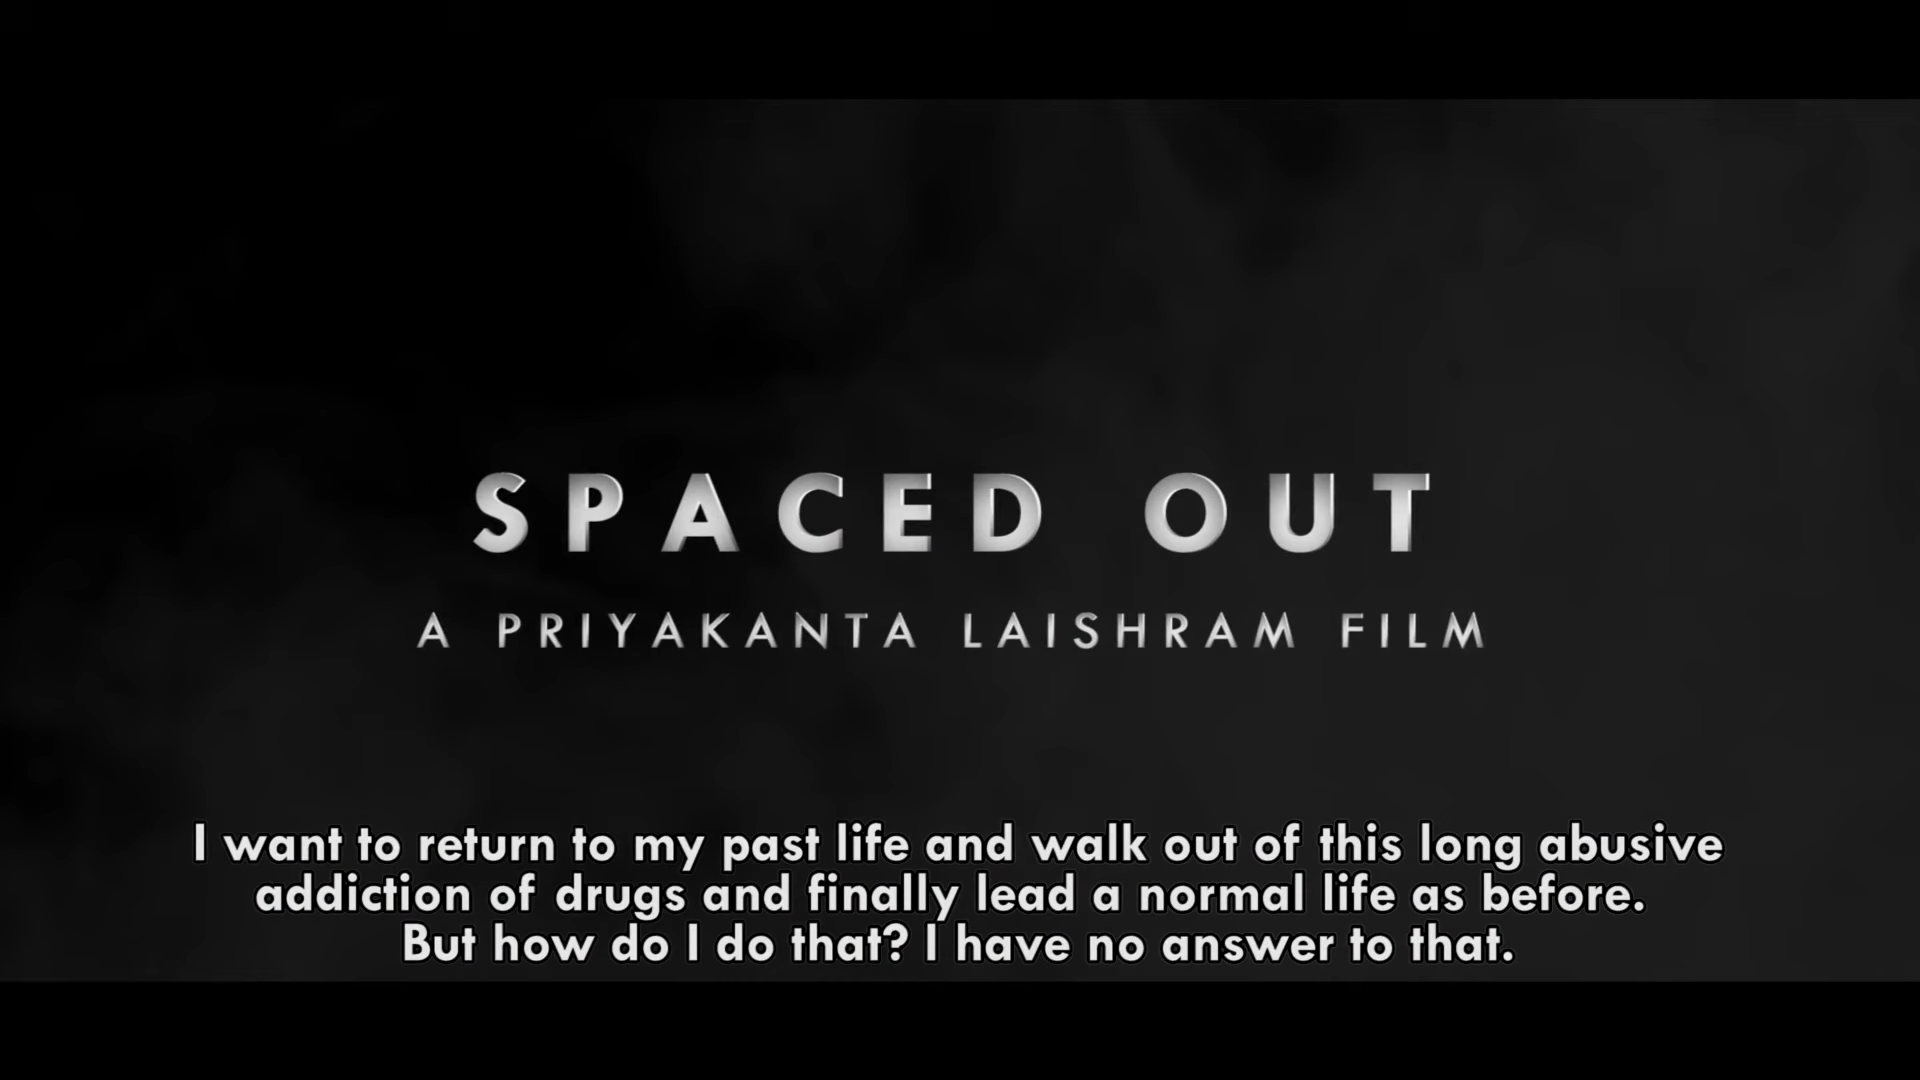 SPACED OUT
A PRIYAKANTA LAISHRAM FILM
I want to return to my past life and walk out of this long abusive
addiction of drugs and finally lead a normal life as before.
But how do I do that? I have no answer to that.